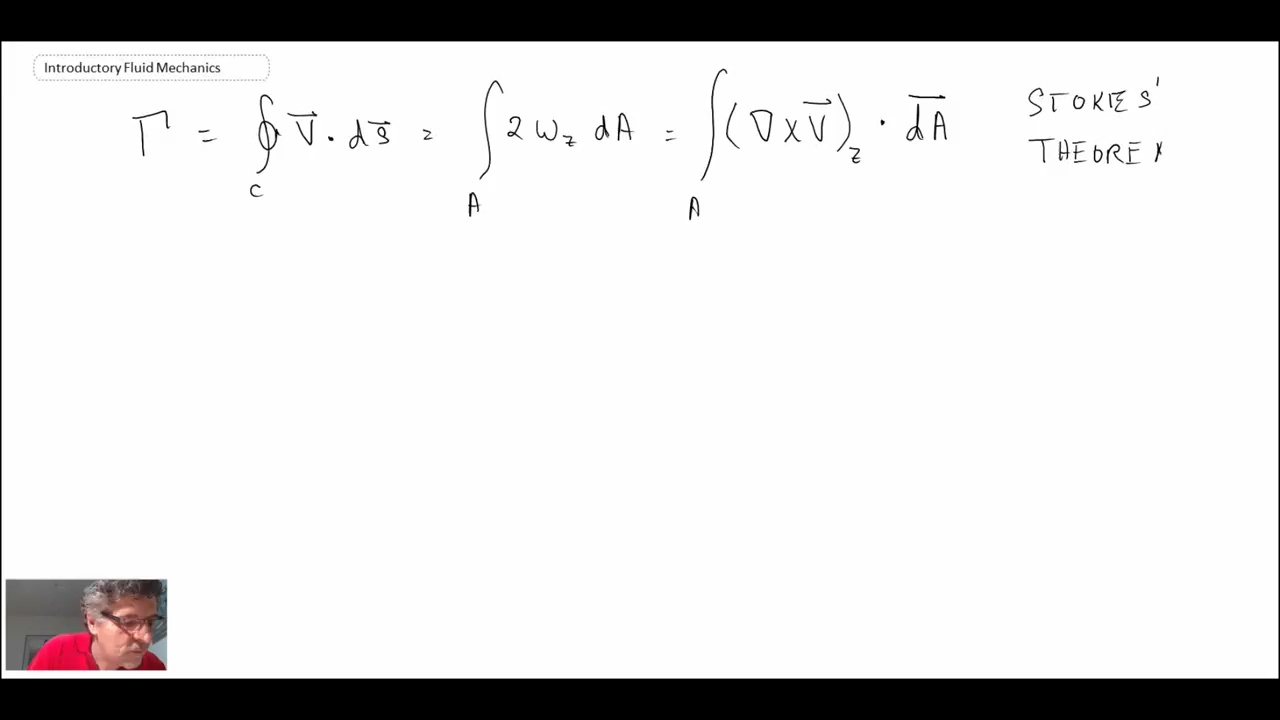 Introductory Fluid Mechanics
Γ = ∮_C V⃗ · ds⃗ = ∫_A 2 ω_z dA = ∫_A (∇ × V⃗)_z · dA⃗
STOKES'
THEOREM